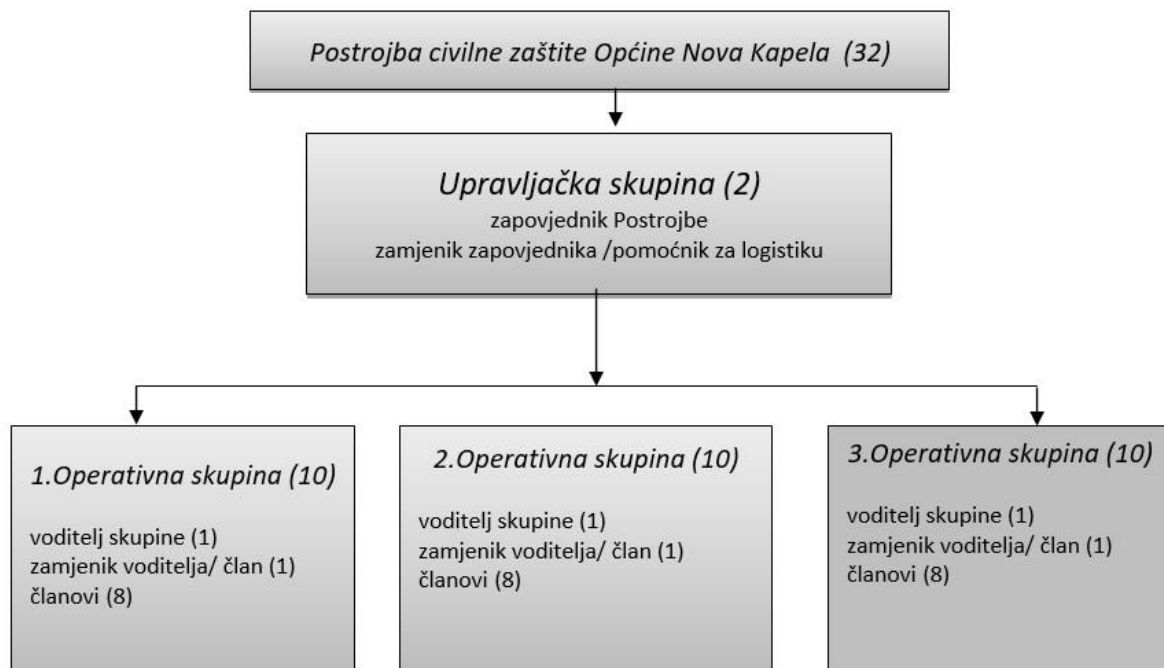 Postrojba civilne zaštite Općine Nova Kapela (32)
Upravljačka skupina (2)
zapovjednik Postrojbe
zamjenik zapovjednika /pomoćnik za logistiku
1.Operativna skupina (10)
voditelj skupine (1)
zamjenik voditelja/ član (1)
članovi (8)
2.Operativna skupina (10)
voditelj skupine (1)
zamjenik voditelja/ član (1)
članovi (8)
3.Operativna skupina (10)
voditelj skupine (1)
zamjenik voditelja/ član (1)
članovi (8)